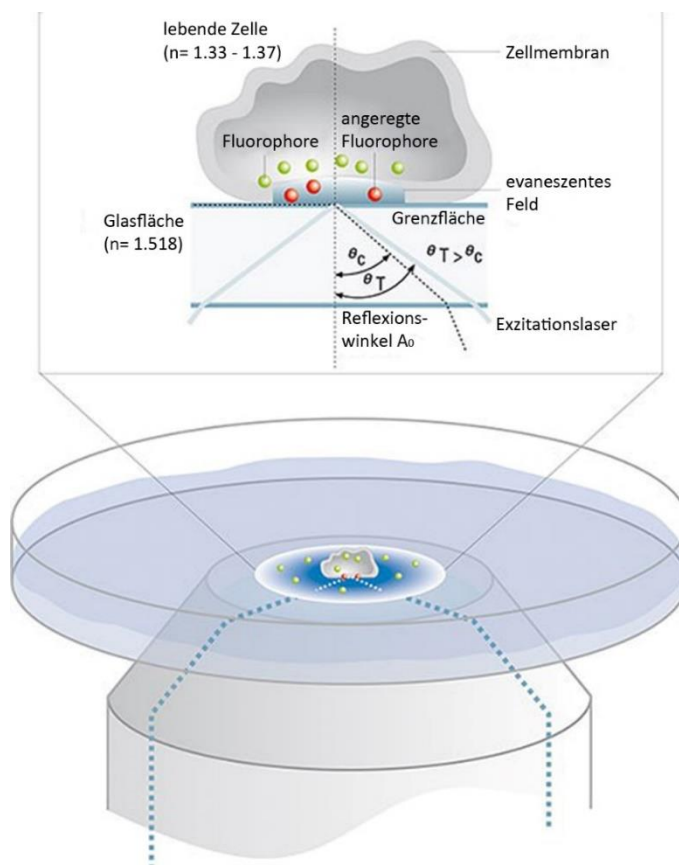 lebende Zelle
(n= 1.33 - 1.37)
Zellmembran
Fluorophore
angeregte
Fluorophore
evaneszentes
Feld
Glasfläche
(n= 1.518)
Grenzfläche
θc
θT
θT > θc
Reflexions-
winkel A₀
Exzitationslaser